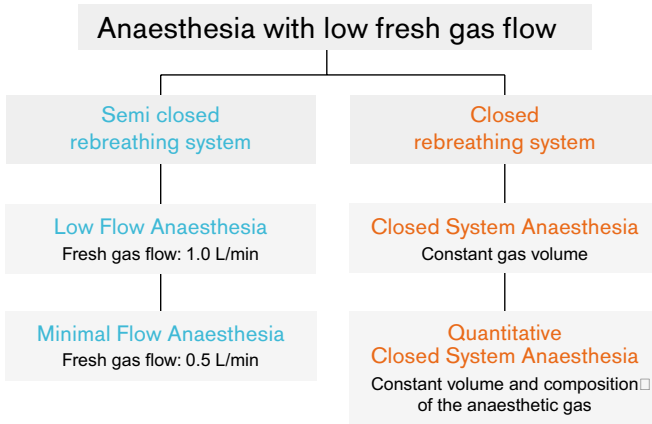 Anaesthesia with low fresh gas flow
Semi closed
rebreathing system
Low Flow Anaesthesia
Fresh gas flow: 1.0 L/min
Minimal Flow Anaesthesia
Fresh gas flow: 0.5 L/min
Closed
rebreathing system
Closed System Anaesthesia
Constant gas volume
Quantitative
Closed System Anaesthesia
Constant volume and composition□
of the anaesthetic gas